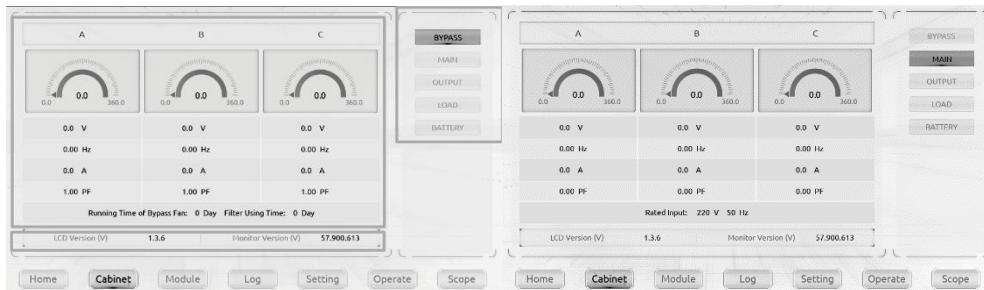 A B C
0.0 0.0 360.0 0.0 0.0 360.0 0.0 0.0 360.0
0.0 V 0.0 V 0.0 V
0.00 Hz 0.00 Hz 0.00 Hz
0.0 A 0.0 A 0.0 A
1.00 PF 1.00 PF 1.00 PF
Running Time of Bypass Fan: 0 Day Filter Using Time: 0 Day
LCD Version (V) 1.3.6 Monitor Version (V) 57.900.613
BYPASS
MAIN
OUTPUT
LOAD
BATTERY
Home Cabinet Module Log Setting Operate Scope
A B C
0.0 0.0 360.0 0.0 0.0 360.0 0.0 0.0 360.0
0.0 V 0.0 V 0.0 V
0.00 Hz 0.00 Hz 0.00 Hz
0.0 A 0.0 A 0.0 A
0.00 PF 0.00 PF 0.00 PF
Rated Input: 220 V 50 Hz
LCD Version (V) 1.3.6 Monitor Version (V) 57.900.613
BYPASS
MAIN
OUTPUT
LOAD
BATTERY
Home Cabinet Module Log Setting Operate Scope